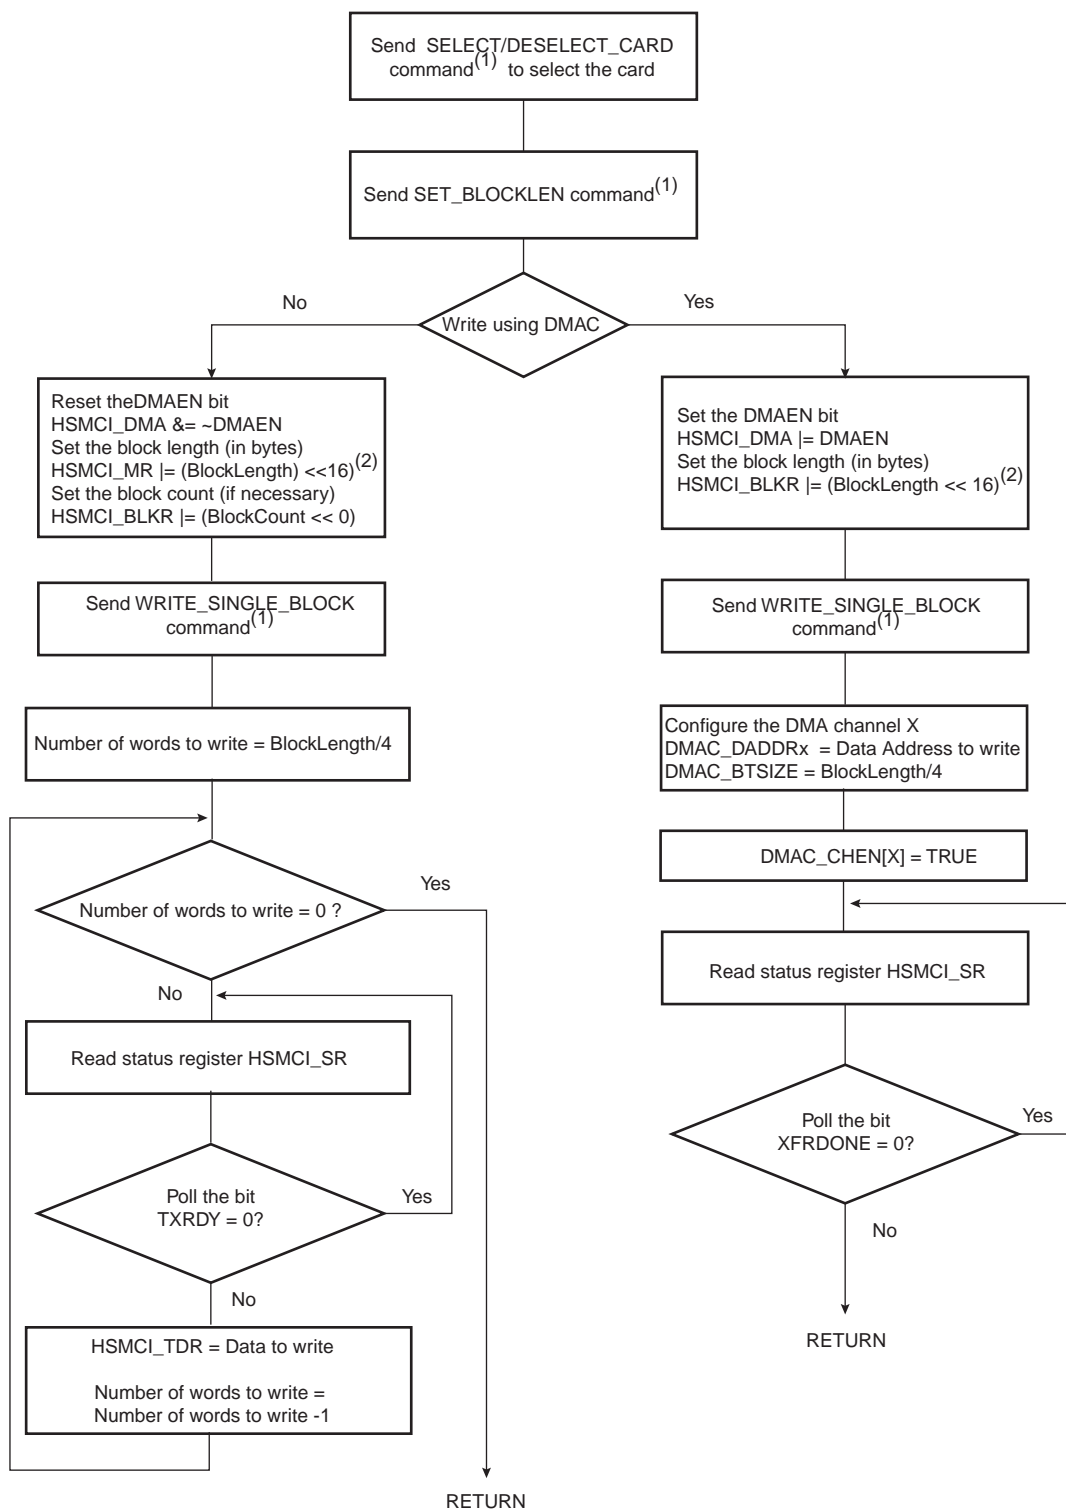 Send SELECT/DESELECT_CARD
command(1) to select the card
Send SET_BLOCKLEN command(1)
No
Yes
Write using DMAC
Reset theDMAEN bit
HSMCI_DMA &= ~DMAEN
Set the block length (in bytes)
HSMCI_MR |= (BlockLength) <<16)(2)
Set the block count (if necessary)
HSMCI_BLKR |= (BlockCount << 0)
Send WRITE_SINGLE_BLOCK
command(1)
Number of words to write = BlockLength/4
Number of words to write = 0 ?
Yes
No
Read status register HSMCI_SR
Poll the bit
TXRDY = 0?
Yes
No
HSMCI_TDR = Data to write
Number of words to write =
Number of words to write -1
RETURN
Set the DMAEN bit
HSMCI_DMA |= DMAEN
Set the block length (in bytes)
HSMCI_BLKR |= (BlockLength << 16)(2)
Send WRITE_SINGLE_BLOCK
command(1)
Configure the DMA channel X
DMAC_DADDRx = Data Address to write
DMAC_BTSIZE = BlockLength/4
DMAC_CHEN[X] = TRUE
Read status register HSMCI_SR
Poll the bit
XFRDONE = 0?
Yes
No
RETURN